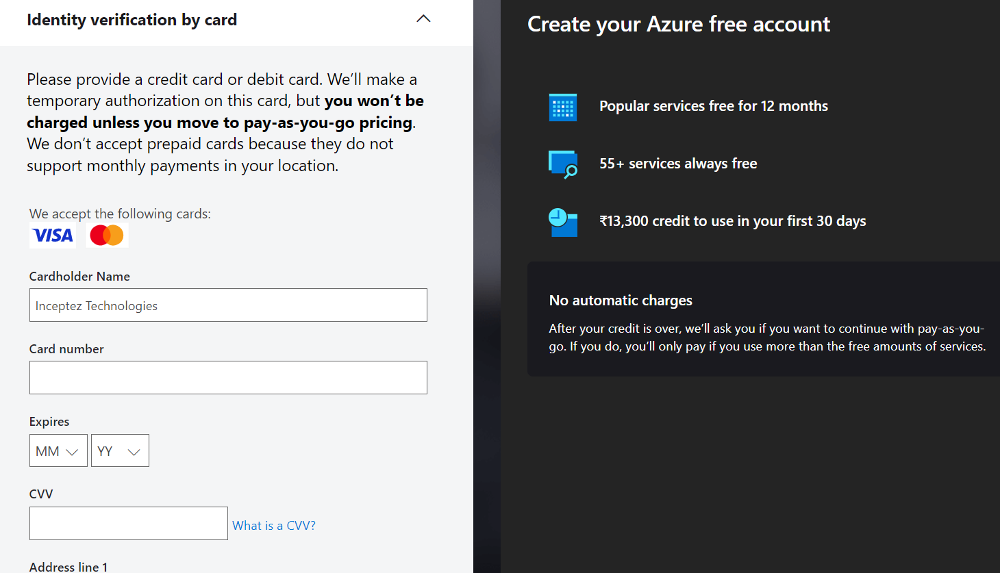 Identity verification by card
Please provide a credit card or debit card. We’ll make a
temporary authorization on this card, but you won’t be
charged unless you move to pay-as-you-go pricing.
We don’t accept prepaid cards because they do not
support monthly payments in your location.
We accept the following cards:
VISA
Cardholder Name
Inceptez Technologies
Card number
Expires
MM YY
CVV
What is a CVV?
Address line 1
Create your Azure free account
Popular services free for 12 months
55+ services always free
₹13,300 credit to use in your first 30 days
No automatic charges
After your credit is over, we’ll ask you if you want to continue with pay-as-you-
go. If you do, you’ll only pay if you use more than the free amounts of services.